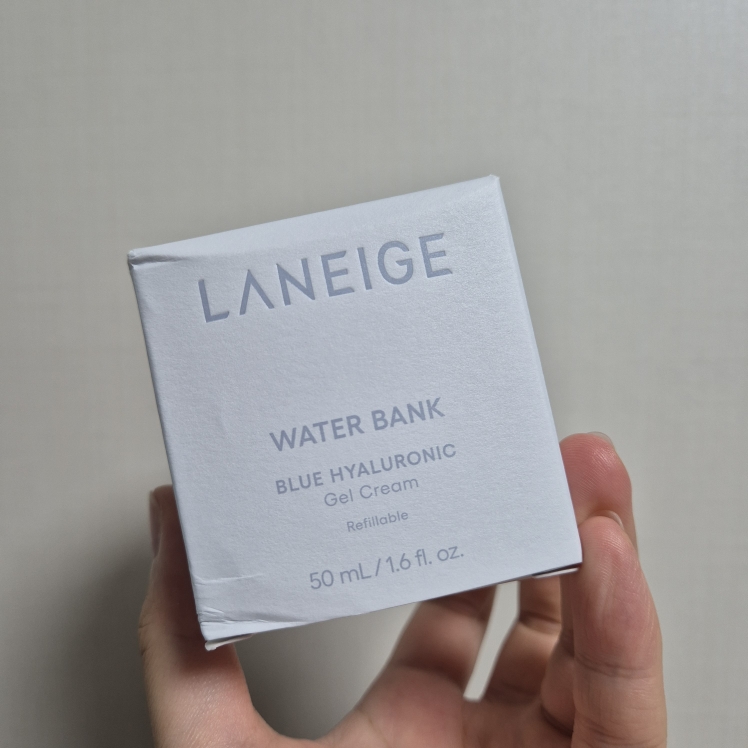 LANEIGE
WATER BANK
BLUE HYALURONIC
Gel Cream
Refillable
50 mL / 1.6 fl. oz.